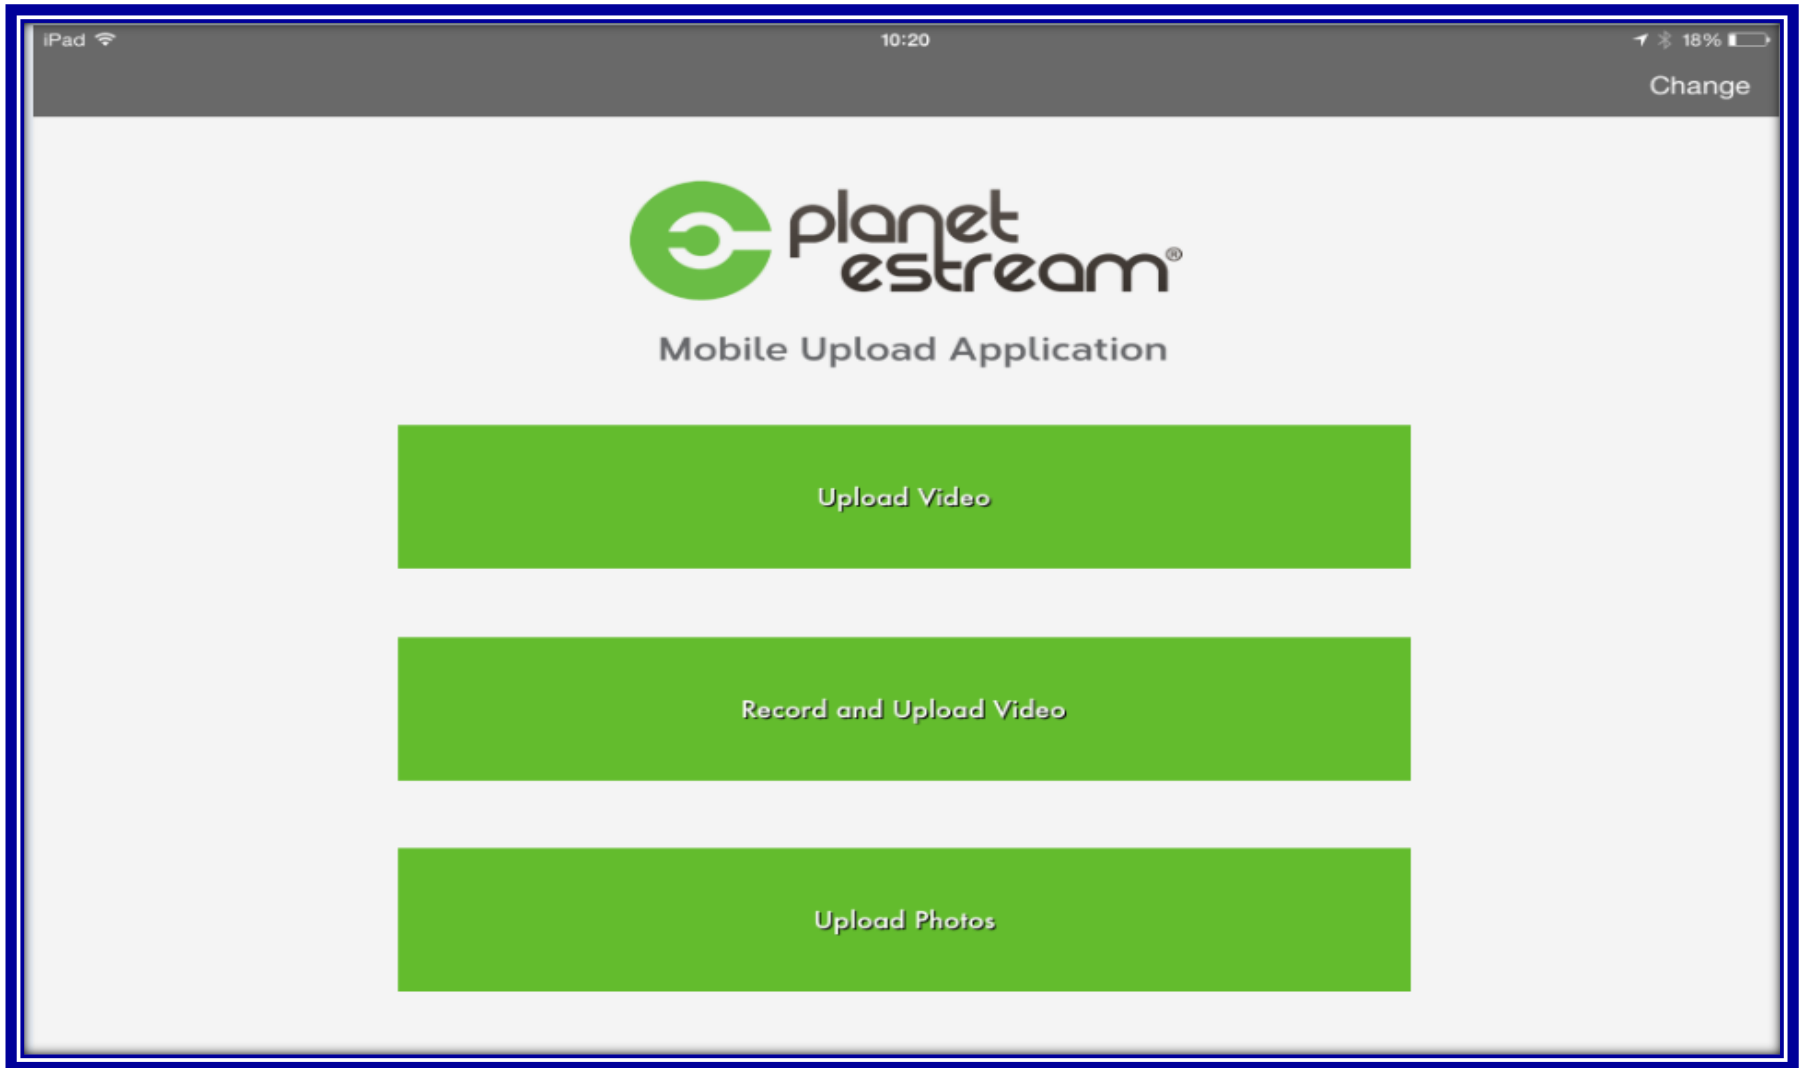 iPad 10:20 18%
Change
planet
estream®
Mobile Upload Application
Upload Video
Record and Upload Video
Upload Photos